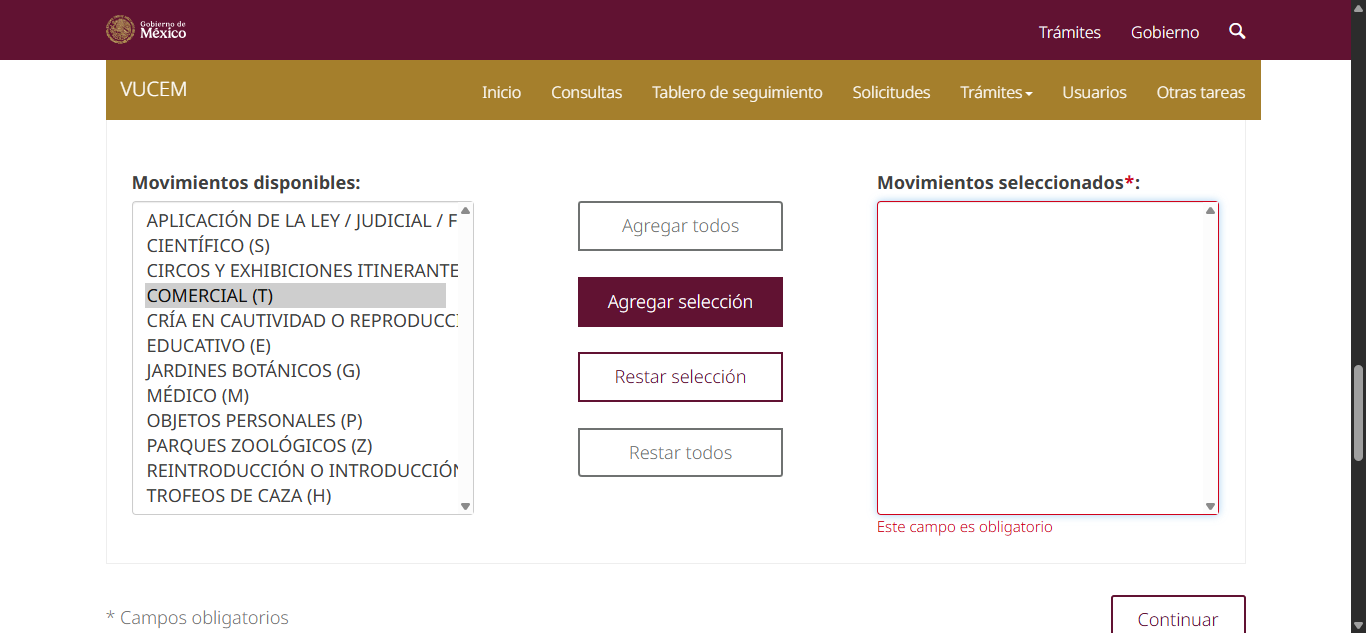 Gobierno de
México
Trámites
Gobierno
VUCEM
Inicio
Consultas
Tablero de seguimiento
Solicitudes
Trámites
Usuarios
Otras tareas
Movimientos disponibles:
APLICACIÓN DE LA LEY / JUDICIAL / F
CIENTÍFICO (S)
CIRCOS Y EXHIBICIONES ITINERANTE
COMERCIAL (T)
CRÍA EN CAUTIVIDAD O REPRODUCCI
EDUCATIVO (E)
JARDINES BOTÁNICOS (G)
MÉDICO (M)
OBJETOS PERSONALES (P)
PARQUES ZOOLÓGICOS (Z)
REINTRODUCCIÓN O INTRODUCCIÓN
TROFEOS DE CAZA (H)
Agregar todos
Agregar selección
Restar selección
Restar todos
Movimientos seleccionados*:
Este campo es obligatorio
* Campos obligatorios
Continuar